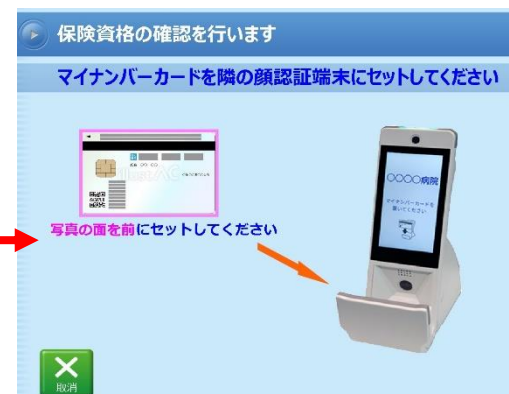 保険資格の確認を行います
マイナンバーカードを隣の顔認証端末にセットしてください
写真の面を前にセットしてください
〇〇〇〇病院
マイナンバーカードを
置いてください
取消